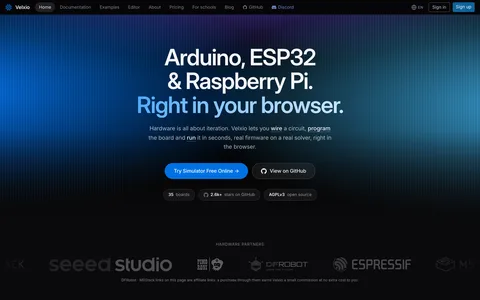 Velxio
Home
Documentation
Examples
Editor
About
Pricing
For schools
Blog
GitHub
Discord
EN
Sign in
Sign up
Arduino, ESP32
& Raspberry Pi.
Right in your browser.
Hardware is all about iteration. Velxio lets you wire a circuit, program
the board and run it in seconds, real firmware on a real solver, right in
the browser.
Try Simulator Free Online →
View on GitHub
35 boards
2.6k+ stars on GitHub
AGPLv3 open source
HARDWARE PARTNERS
seeed studio
DFROBOT
ESPRESSIF